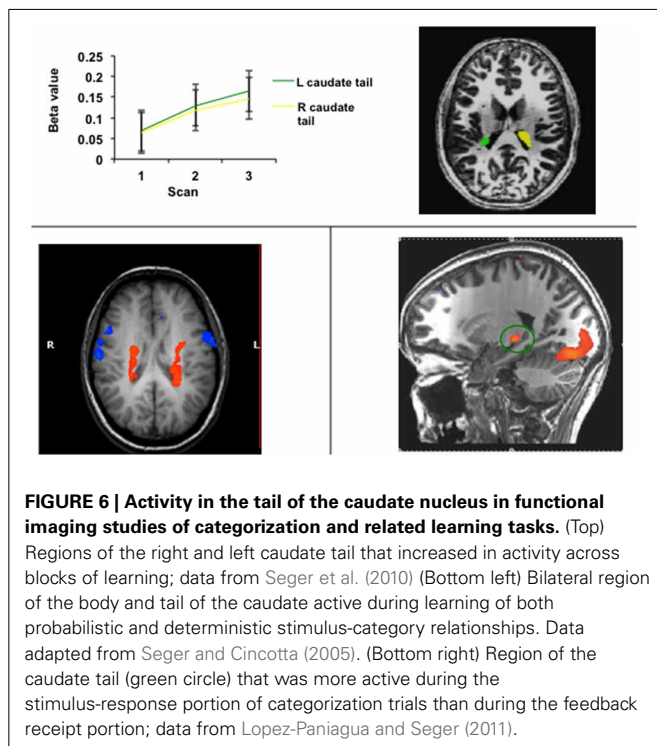 0.25
0.2
0.15
0.1
0.05
0
Beta value
1 2 3
Scan
L caudate tail
R caudate
tail
R
L
FIGURE 6 | Activity in the tail of the caudate nucleus in functional
imaging studies of categorization and related learning tasks. (Top)
Regions of the right and left caudate tail that increased in activity across
blocks of learning; data from Seger et al. (2010) (Bottom left) Bilateral region
of the body and tail of the caudate active during learning of both
probabilistic and deterministic stimulus-category relationships. Data
adapted from Seger and Cincotta (2005). (Bottom right) Region of the
caudate tail (green circle) that was more active during the
stimulus-response portion of categorization trials than during the feedback
receipt portion; data from Lopez-Paniagua and Seger (2011).